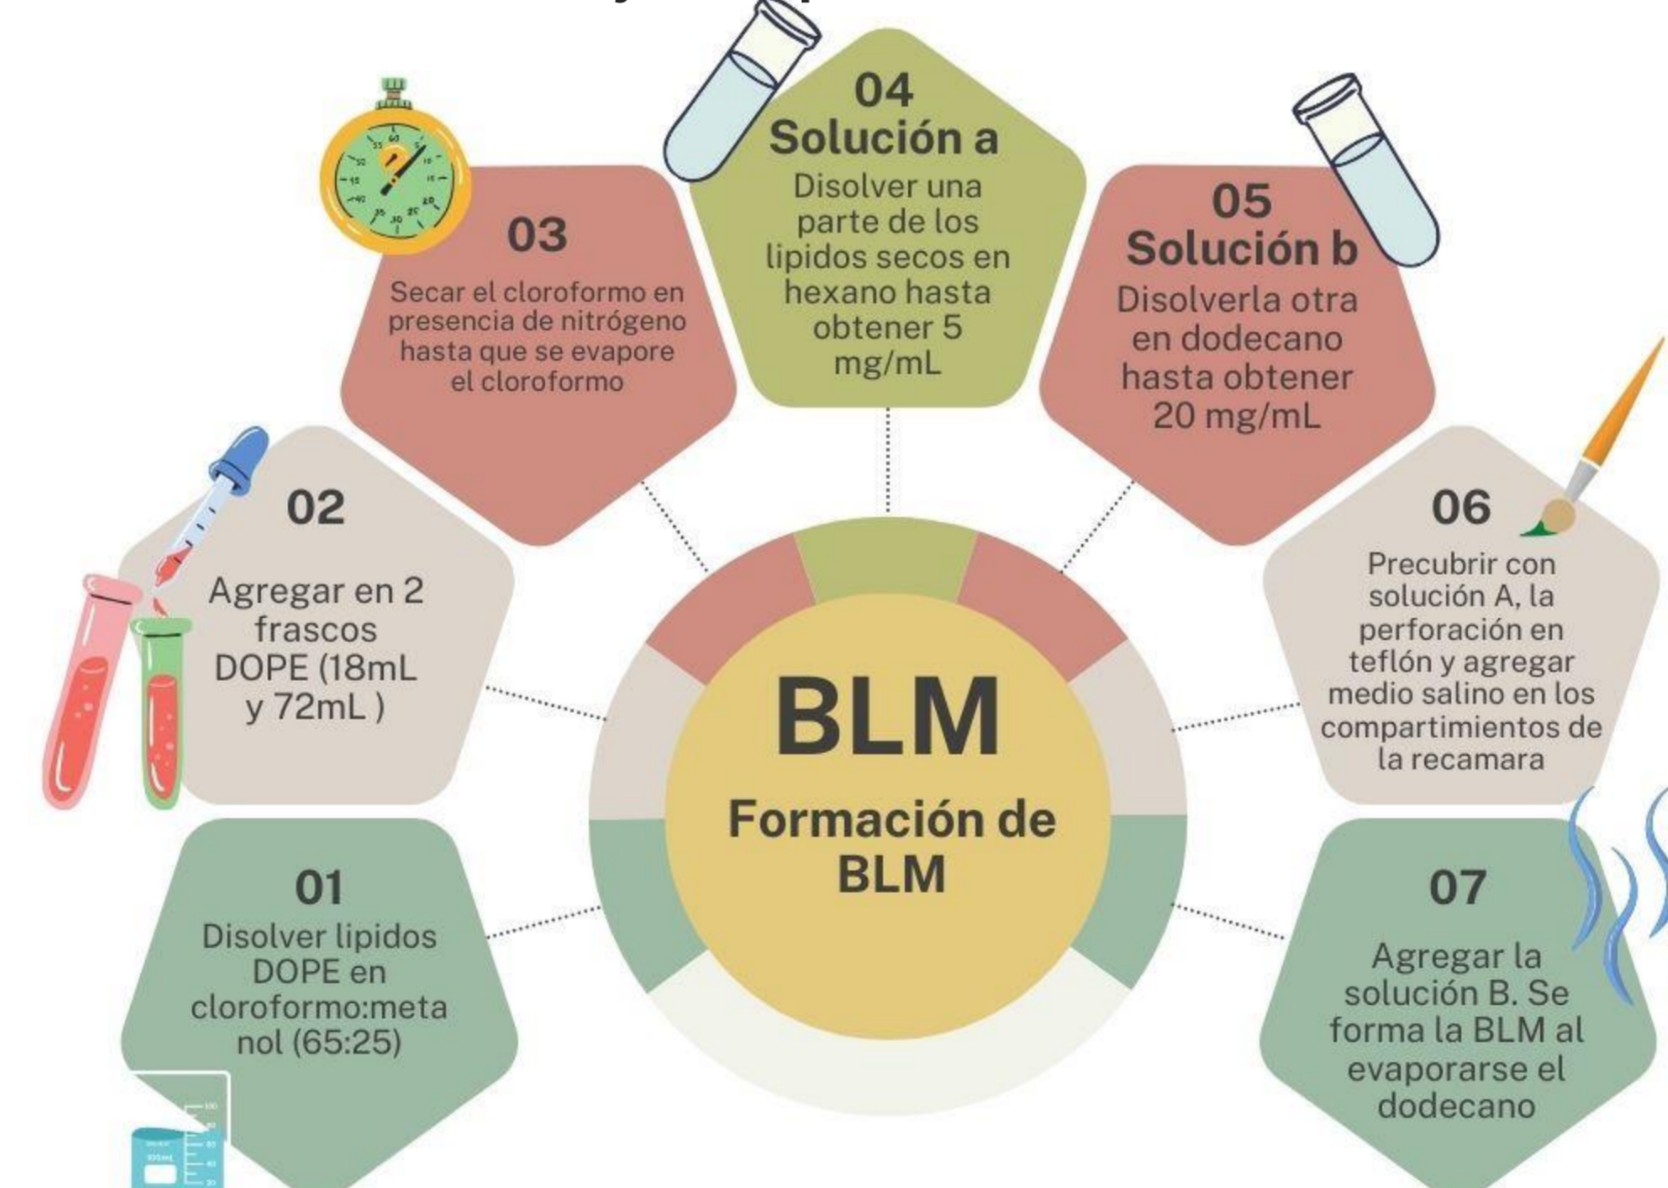 01
Disolver lipidos
DOPE en
cloroformo:meta
nol (65:25)
02
Agregar en 2
frascos
DOPE (18mL
y 72mL )
03
Secar el cloroformo en
presencia de nitrógeno
hasta que se evapore
el cloroformo
04
Solución a
Disolver una
parte de los
lipidos secos en
hexano hasta
obtener 5
mg/mL
05
Solución b
Disolverla otra
en dodecano
hasta obtener
20 mg/mL
06
Precubrir con
solución A, la
perforación en
teflón y agregar
medio salino en los
compartimientos de
la recamara
07
Agregar la
solución B. Se
forma la BLM al
evaporarse el
dodecano
BLM
Formación de
BLM